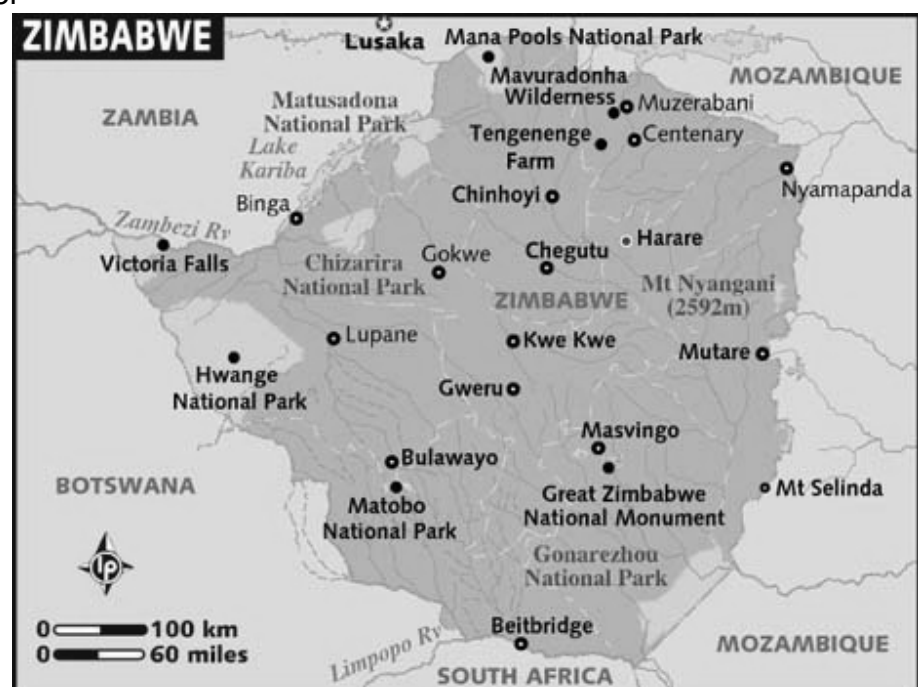 ZIMBABWE
Lusaka
Mana Pools National Park
MOZAMBIQUE
Mavuradonha
Wilderness
Muzerabani
ZAMBIA
Matusadona
National Park
Tengenenge
Farm
Centenary
Lake
Kariba
Nyamapanda
Binga
Chinhoyi
Zambezi Rv
Victoria Falls
Harare
Gokwe
Chegutu
Chizarira
National Park
Mt Nyangani
(2592m)
ZIMBABWE
Lupane
Kwe Kwe
Mutare
Hwange
National Park
Gweru
Masvingo
Bulawayo
BOTSWANA
Matobo
National Park
Great Zimbabwe
National Monument
Mt Selinda
Gonarezhou
National Park
LP
0 100 km
0 60 miles
Limpopo Rv
Beitbridge
SOUTH AFRICA
MOZAMBIQUE